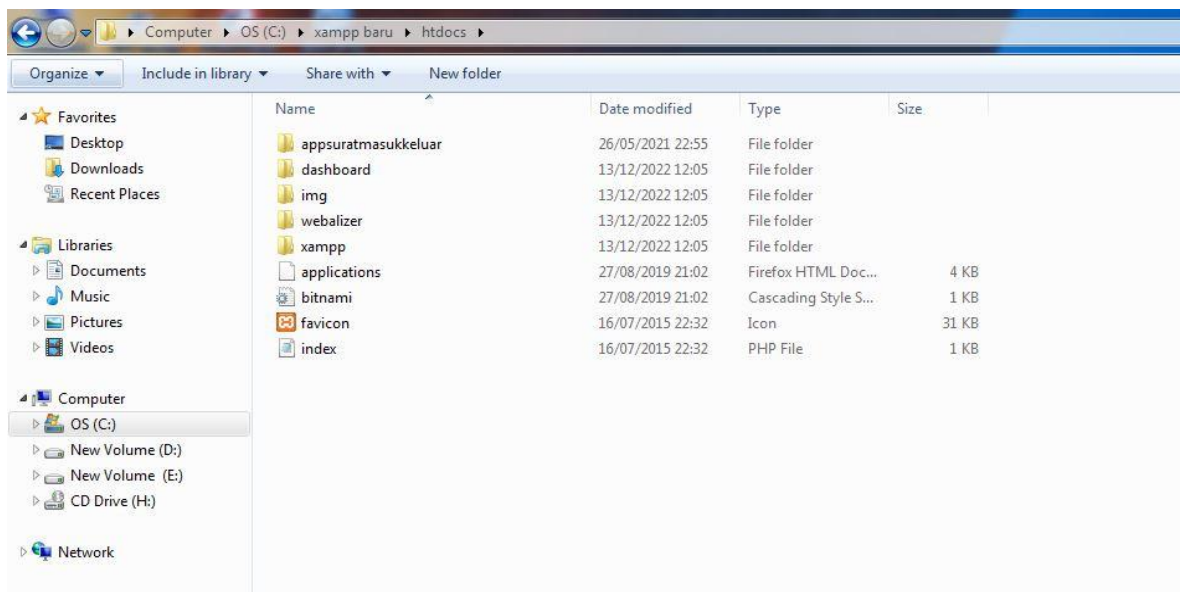 Computer OS (C:) xampp baru htdocs
Organize Include in library Share with New folder
Favorites
Desktop
Downloads
Recent Places
Libraries
Documents
Music
Pictures
Videos
Computer
OS (C:)
New Volume (D:)
New Volume (E:)
CD Drive (H:)
Network
Name Date modified Type Size
appsuratmasukkeluar 26/05/2021 22:55 File folder
dashboard 13/12/2022 12:05 File folder
img 13/12/2022 12:05 File folder
webalizer 13/12/2022 12:05 File folder
xampp 13/12/2022 12:05 File folder
applications 27/08/2019 21:02 Firefox HTML Doc... 4 KB
bitnami 27/08/2019 21:02 Cascading Style S... 1 KB
favicon 16/07/2015 22:32 Icon 31 KB
index 16/07/2015 22:32 PHP File 1 KB